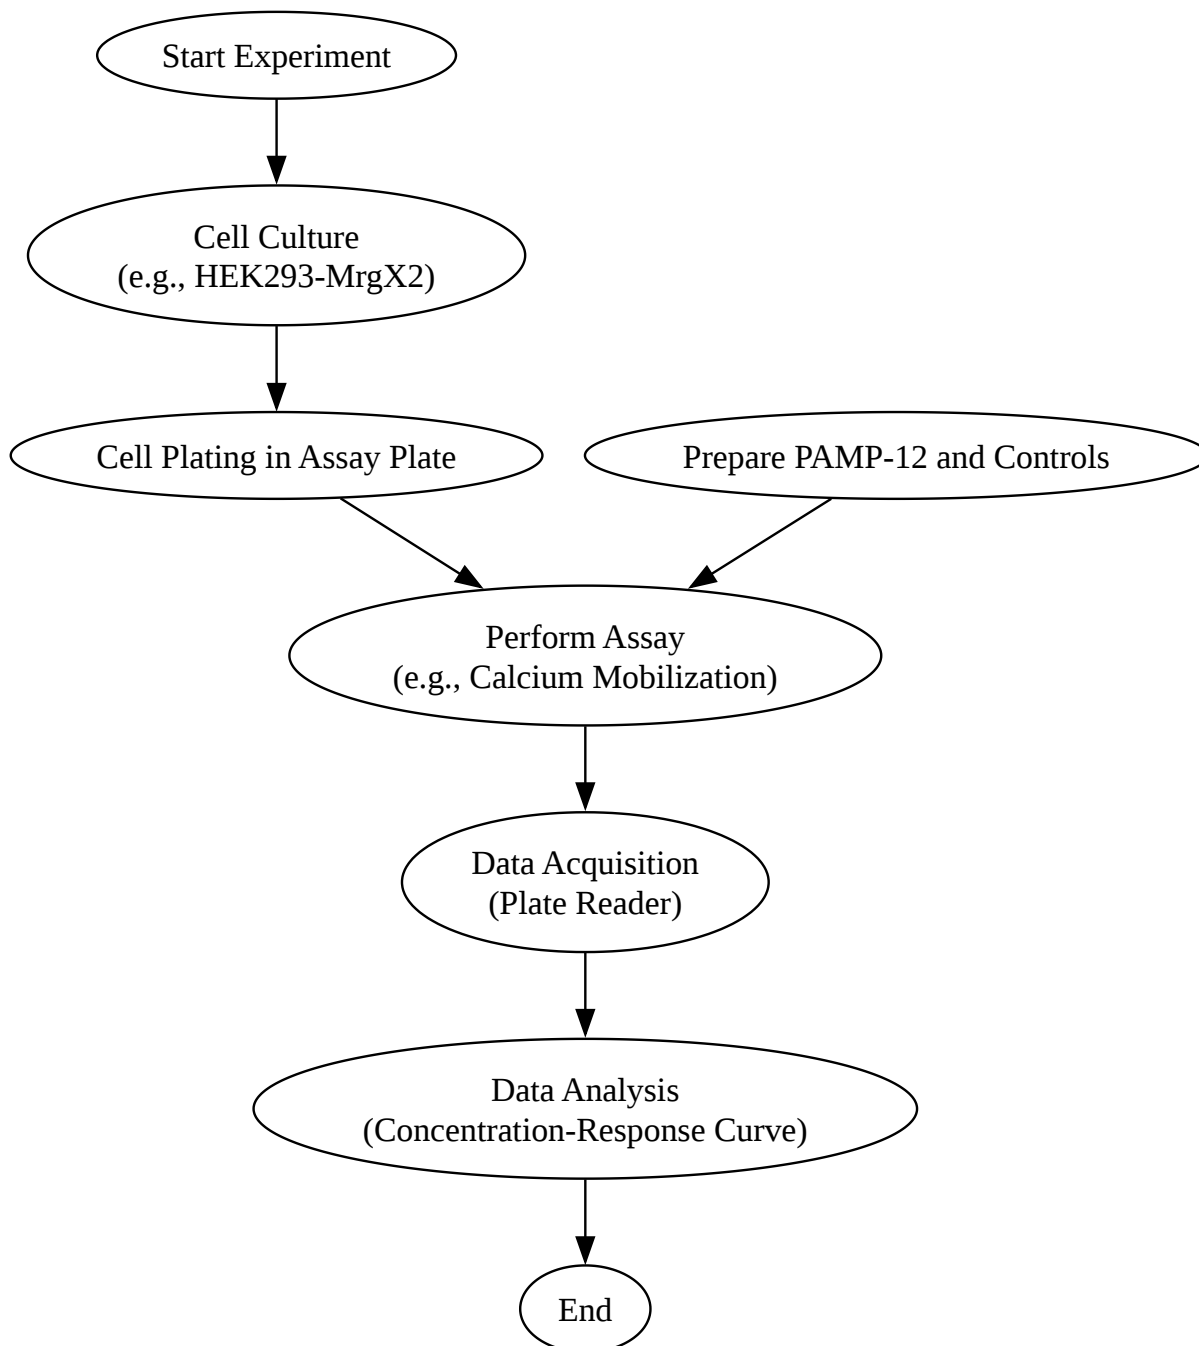 Start Experiment
Cell Culture
(e.g., HEK293-MrgX2)
Cell Plating in Assay Plate
Prepare PAMP-12 and Controls
Perform Assay
(e.g., Calcium Mobilization)
Data Acquisition
(Plate Reader)
Data Analysis
(Concentration-Response Curve)
End